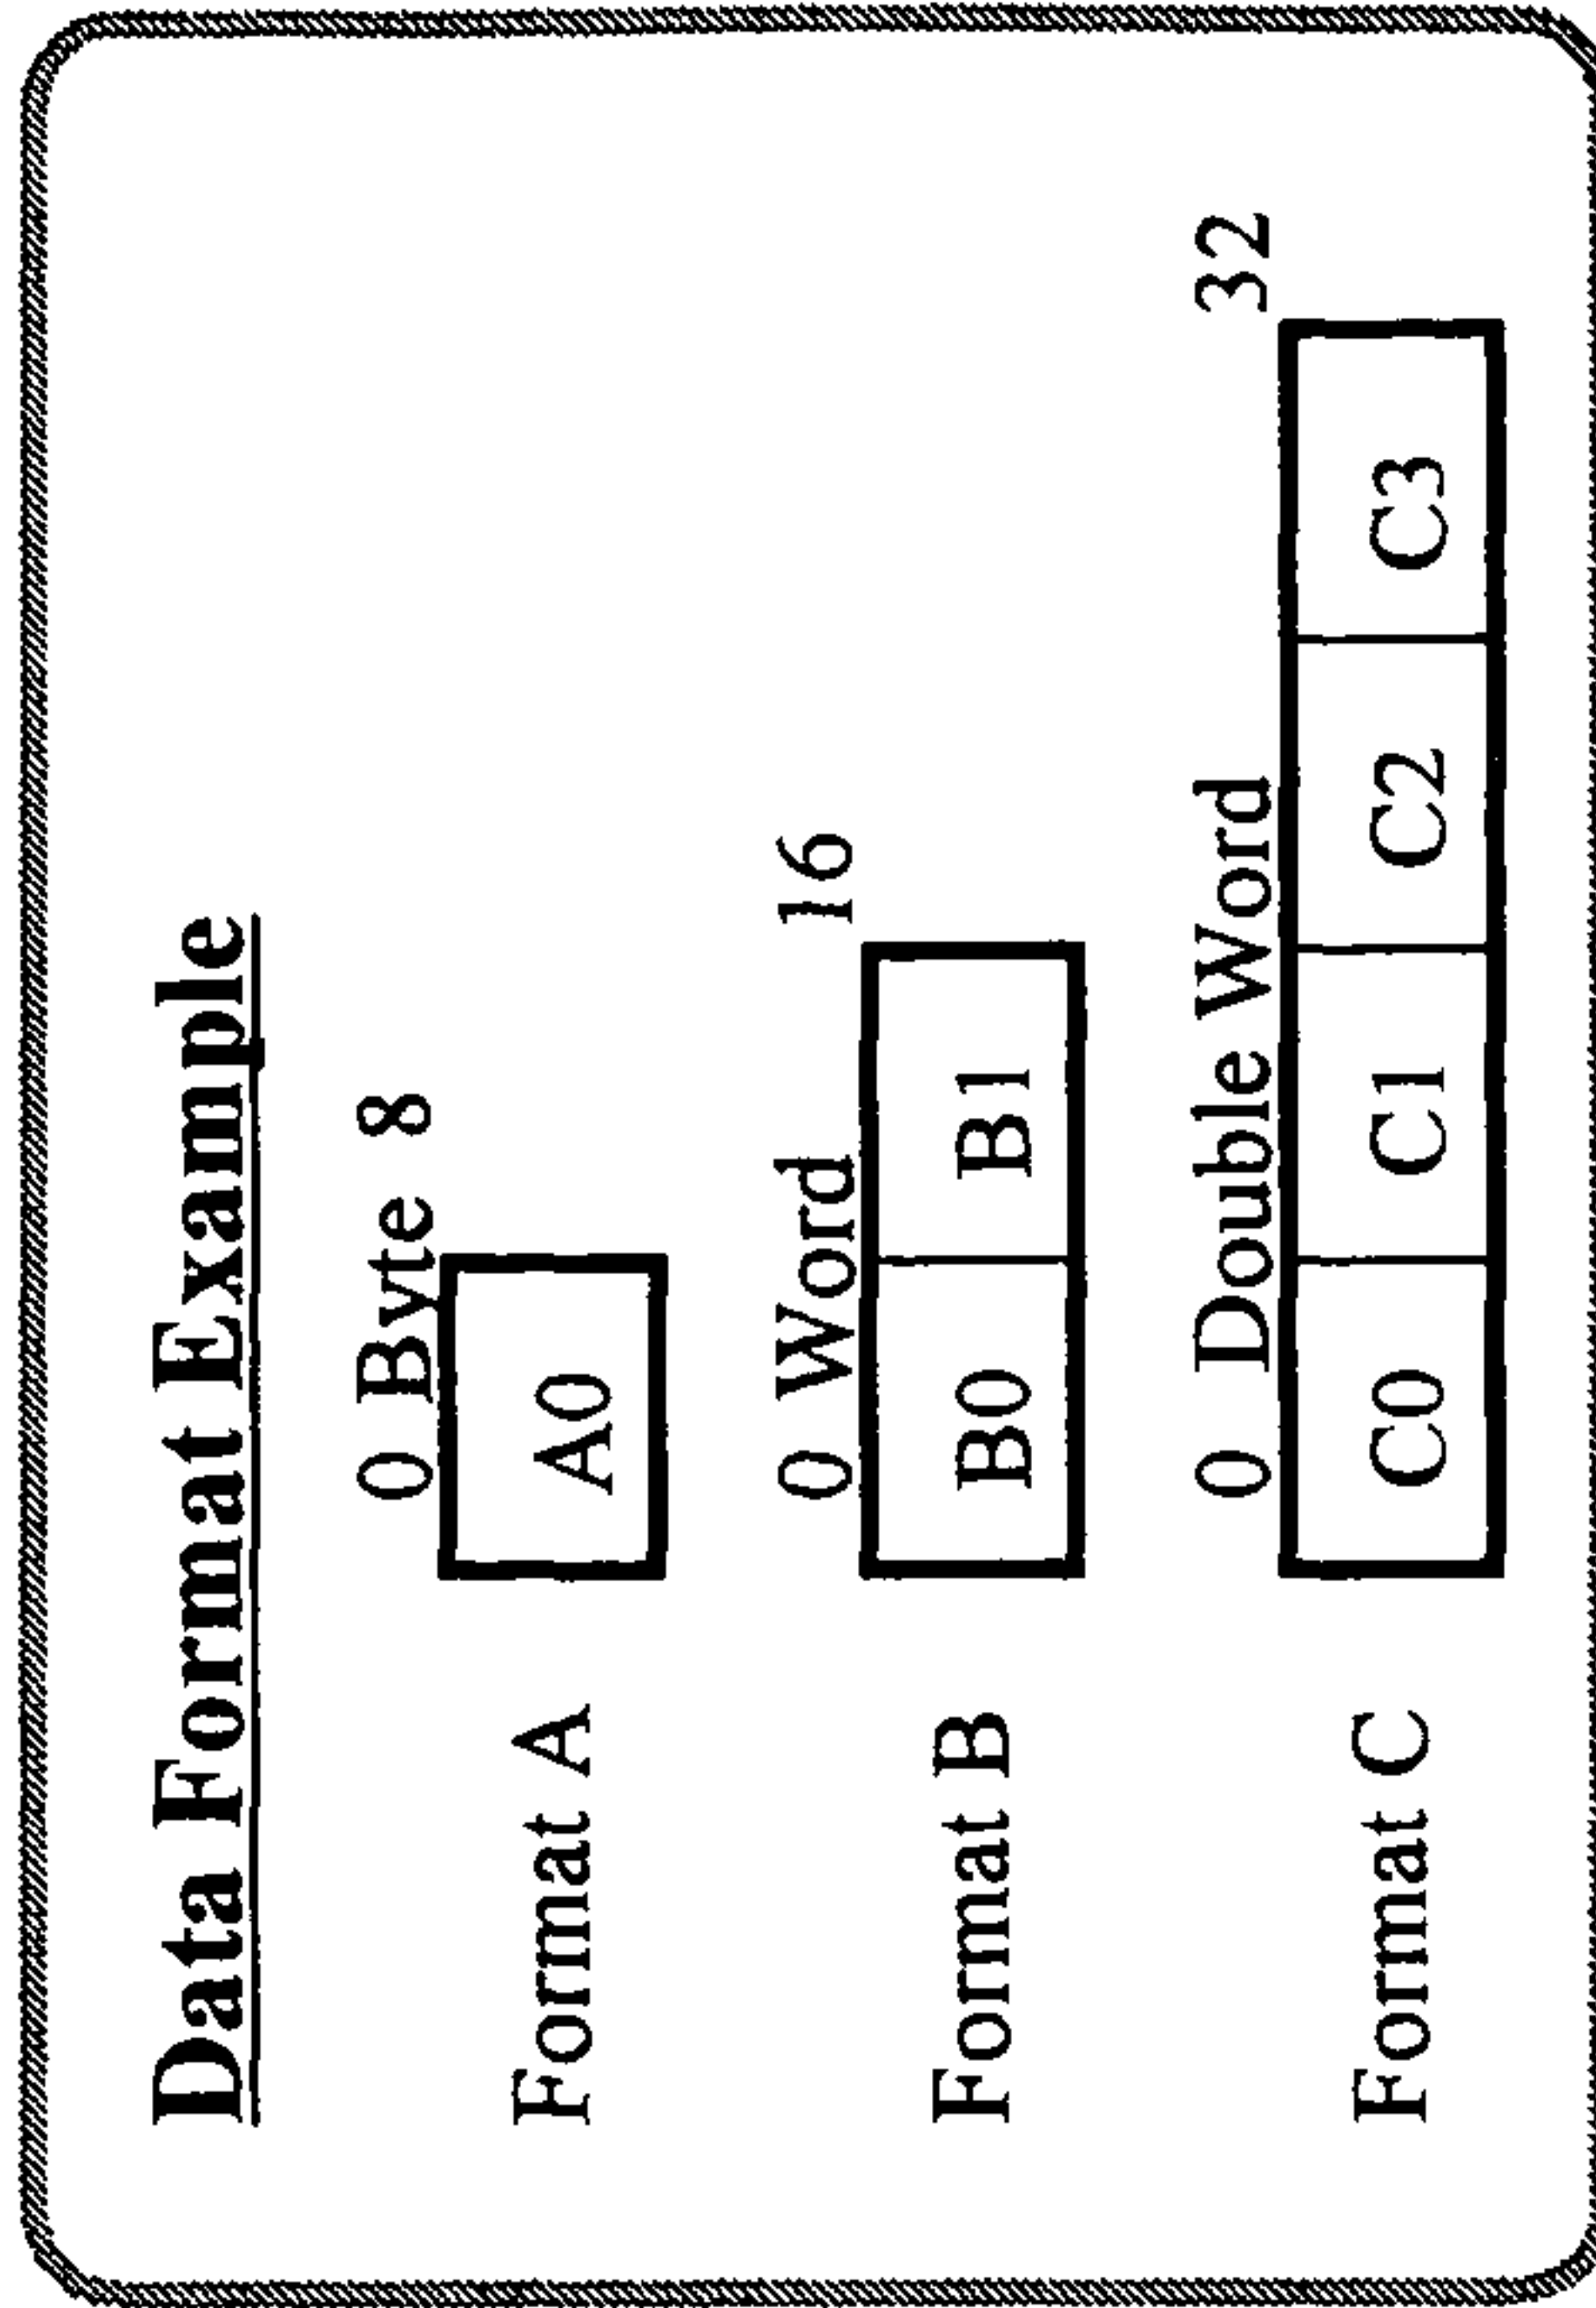 Data Format Example
0 Byte 8
Format A A0
0 Word 16
Format B B0 B1
0 Double Word 32
Format C C0 C1 C2 C3